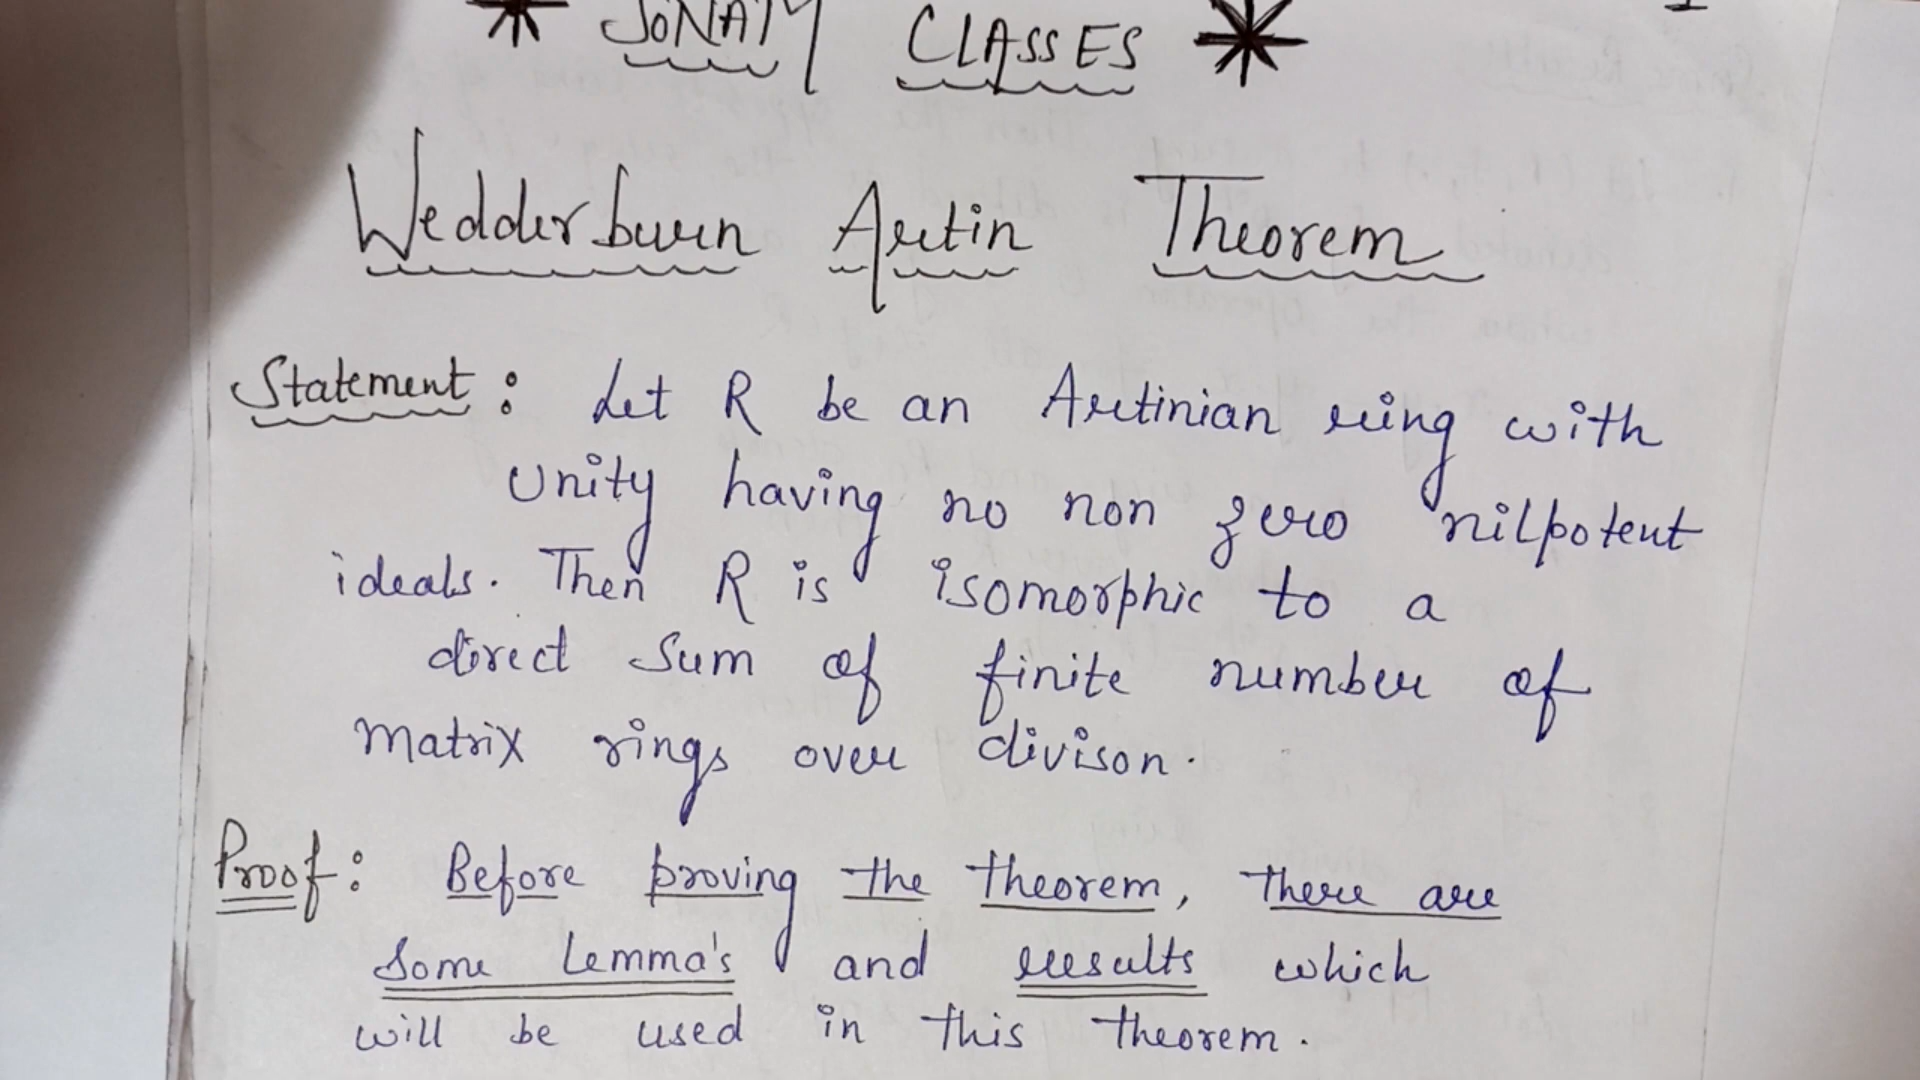 JONAIY CLASSES
Wedderburn Artin Theorem
Statement : Let R be an Artinian ring with
unity having no non zero nilpotent
ideals. Then R is isomorphic to a
direct sum of finite number of
matrix rings over divison.
Proof : Before proving the theorem, there are
some Lemma's and results which
will be used in this theorem.